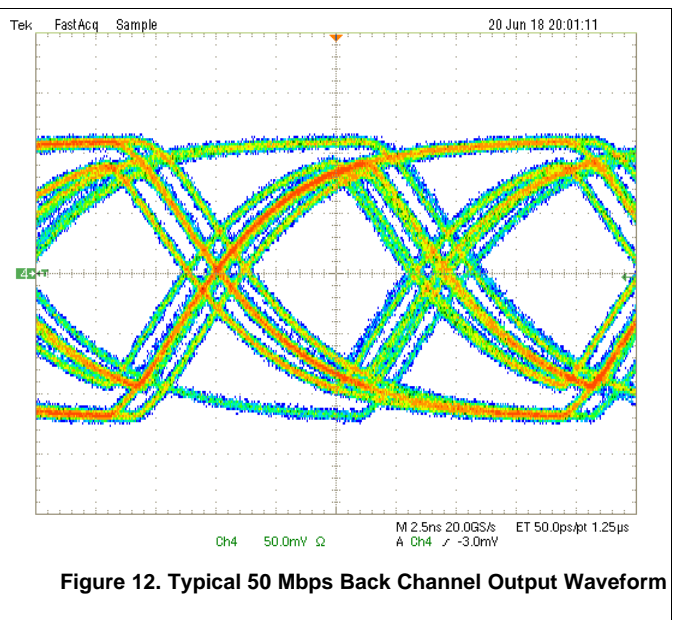 Tek FastAcq Sample 20 Jun 18 20:01:11
4
T
M 2.5ns 20.0GS/s ET 50.0ps/pt 1.25µs
Ch4 50.0mV Ω A Ch4 ∕ -3.0mV
Figure 12. Typical 50 Mbps Back Channel Output Waveform